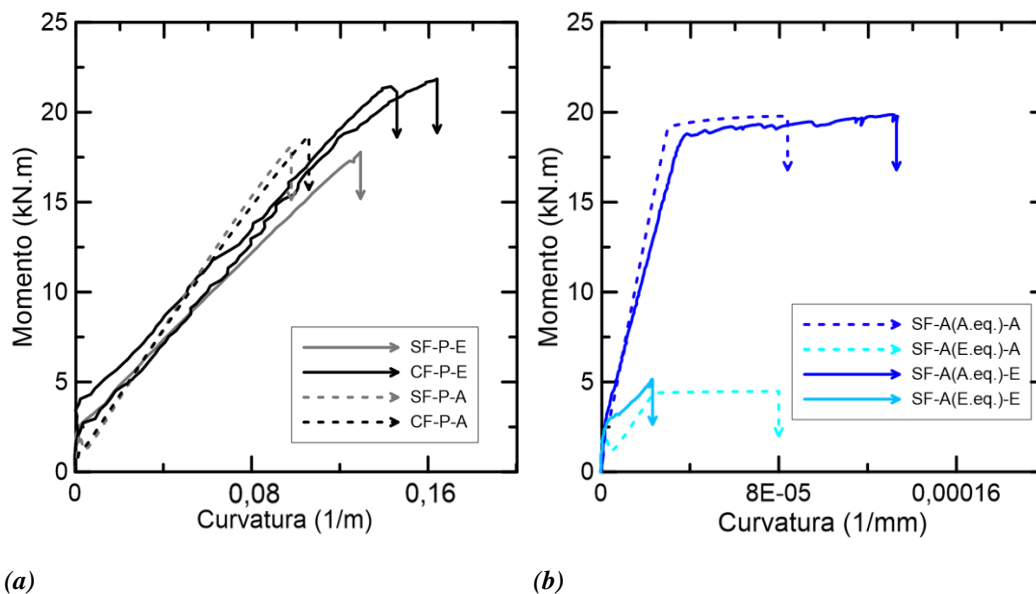 25
20
15
10
5
0
Momento (kN.m)
0
0,08
0,16
Curvatura (1/m)
SF-P-E
CF-P-E
SF-P-A
CF-P-A
(a)
25
20
15
10
5
0
Momento (kN.m)
0
8E-05
0,00016
Curvatura (1/mm)
SF-A(A.eq.)-A
SF-A(E.eq.)-A
SF-A(A.eq.)-E
SF-A(E.eq.)-E
(b)